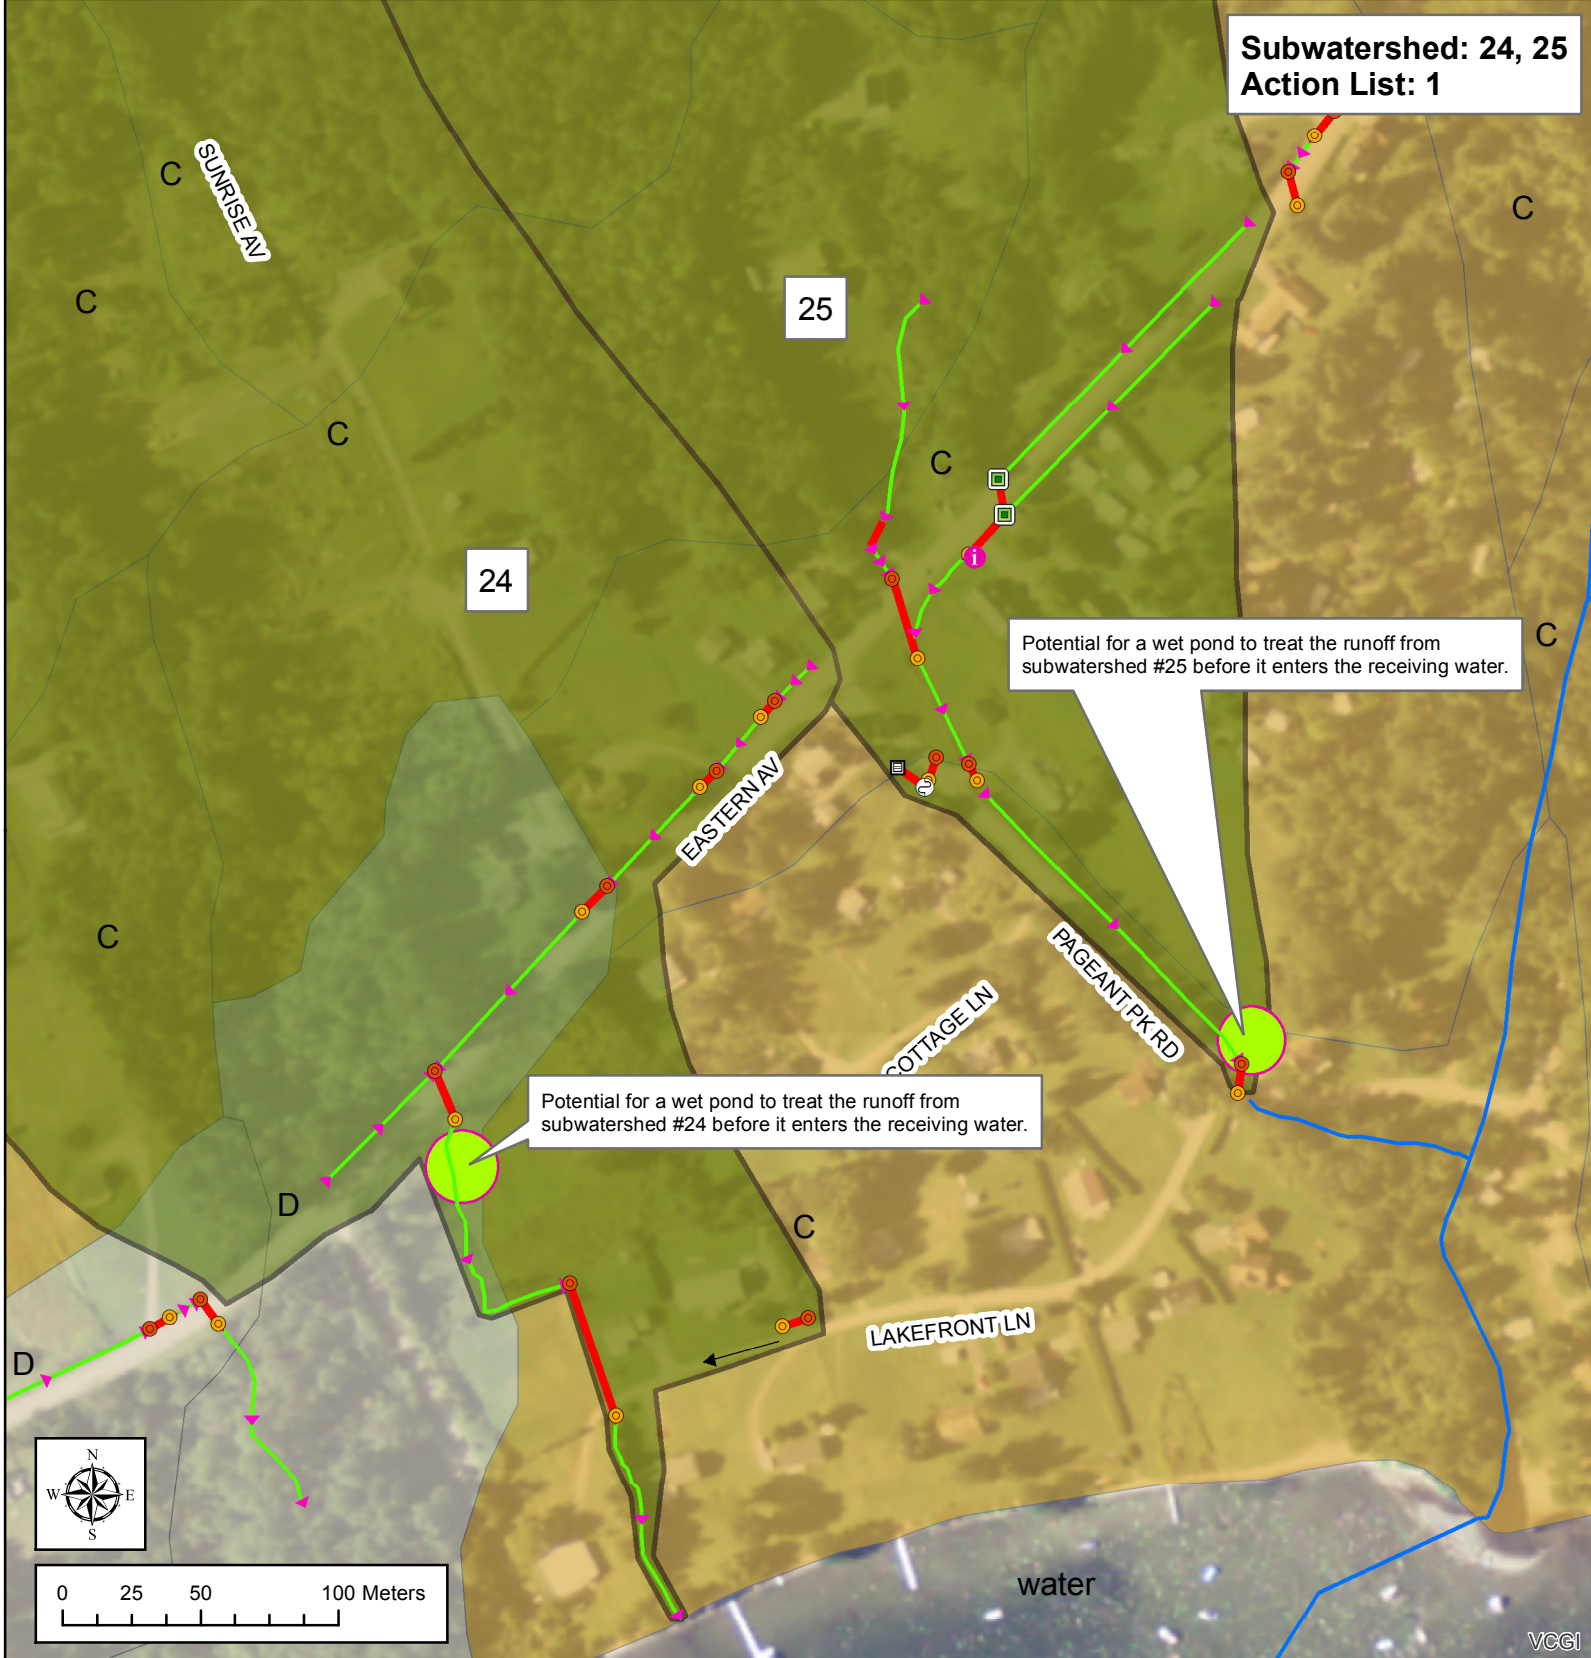 Subwatershed: 24, 25
Action List: 1
C
SUNRISE AV
C
C
25
C
C
24
Potential for a wet pond to treat the runoff from
subwatershed #25 before it enters the receiving water.
C
i
EASTERN AV
C
PAGEANT PK RD
COTTAGE LN
Potential for a wet pond to treat the runoff from
subwatershed #24 before it enters the receiving water.
D
C
LAKEFRONT LN
D
N
W E
S
0 25 50 100 Meters
water
VCGI